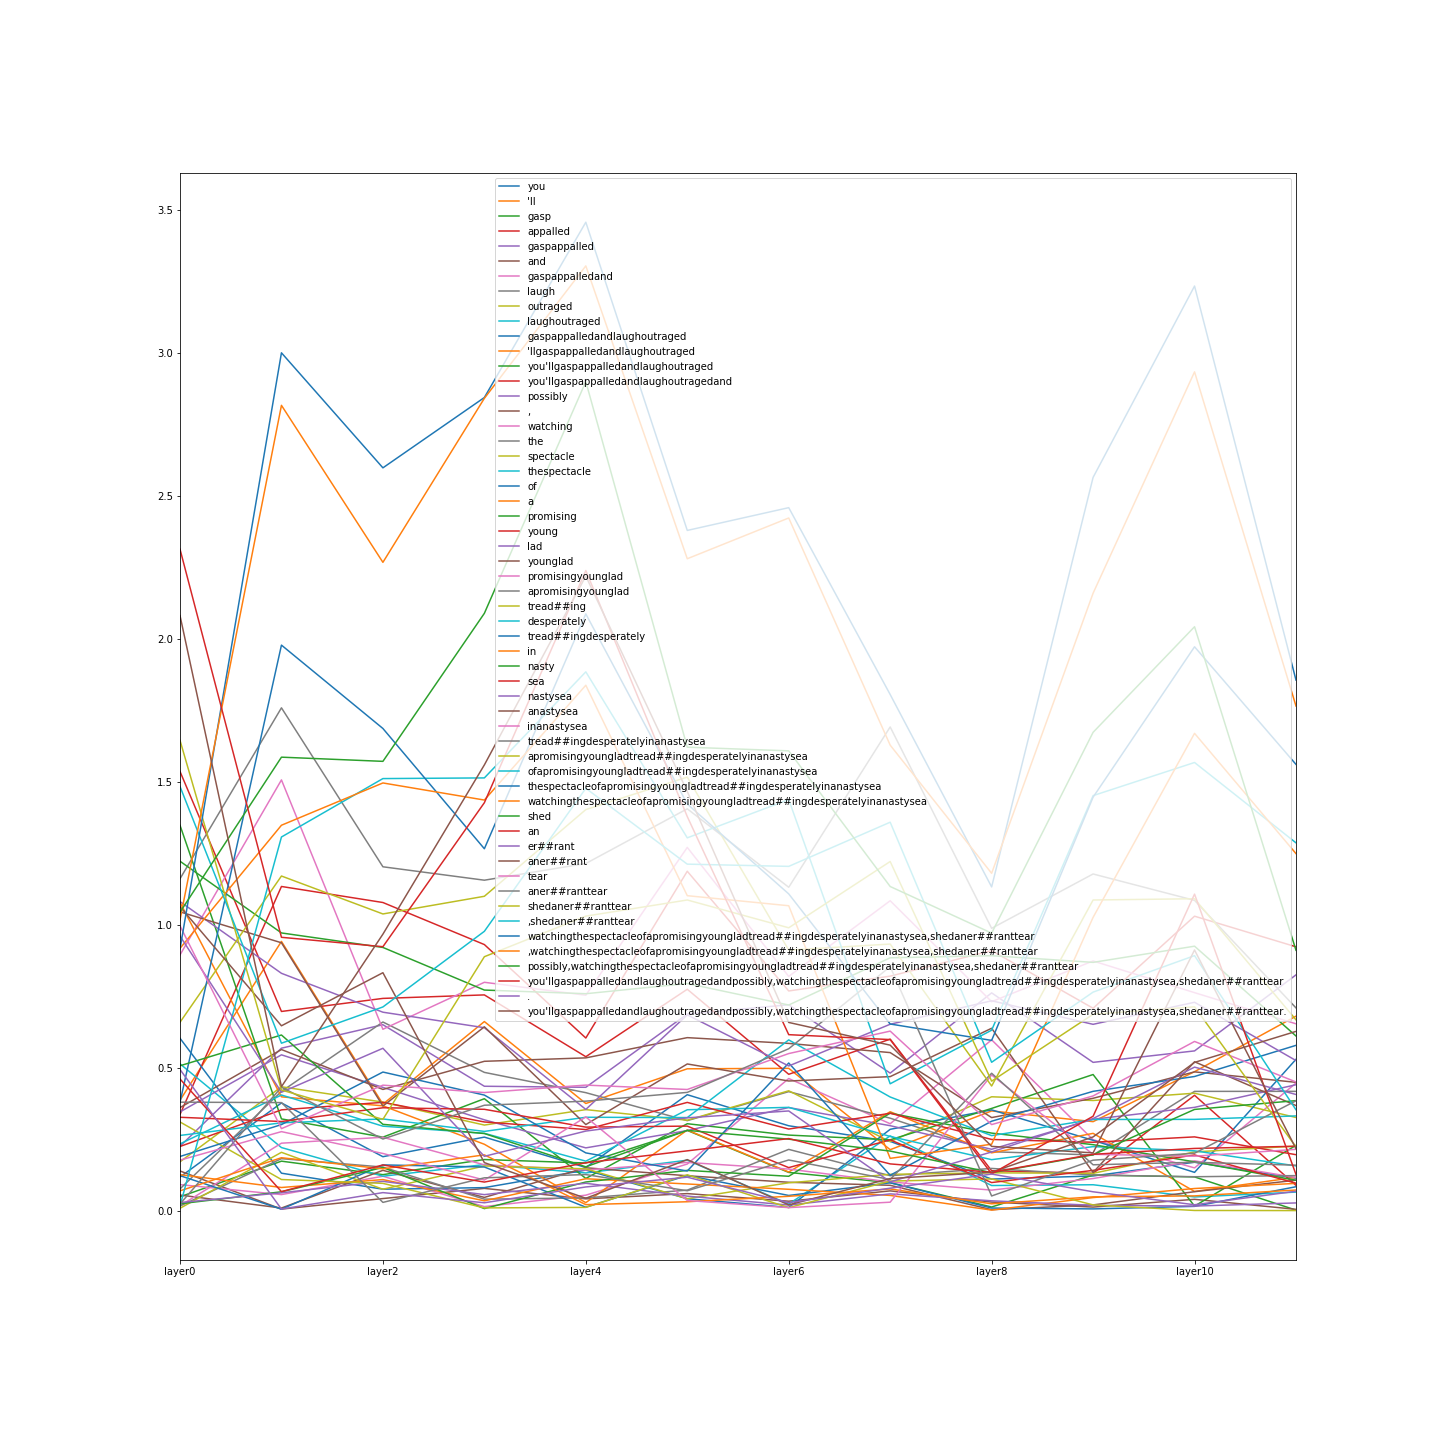 3.5
3.0
2.5
2.0
1.5
1.0
0.5
0.0
layer0
layer2
layer4
layer6
layer8
layer10
you
'll
gasp
appalled
gaspappalled
and
gaspappalledand
laugh
outraged
laughoutraged
gaspappalledandlaughoutraged
'llgaspappalledandlaughoutraged
you'llgaspappalledandlaughoutraged
you'llgaspappalledandlaughoutragedand
possibly
,
watching
the
spectacle
thespectacle
of
a
promising
young
lad
younglad
promisingyounglad
apromisingyounglad
tread##ing
desperately
tread##ingdesperately
in
nasty
sea
nastysea
anastysea
inanastysea
tread##ingdesperatelyinanastysea
apromisingyoungladtread##ingdesperatelyinanastysea
ofapromisingyoungladtread##ingdesperatelyinanastysea
thespectacleofapromisingyoungladtread##ingdesperatelyinanastysea
watchingthespectacleofapromisingyoungladtread##ingdesperatelyinanastysea
shed
an
er##rant
aner##rant
tear
aner##ranttear
shedaner##ranttear
,shedaner##ranttear
watchingthespectacleofapromisingyoungladtread##ingdesperatelyinanastysea,shedaner##ranttear
,watchingthespectacleofapromisingyoungladtread##ingdesperatelyinanastysea,shedaner##ranttear
possibly,watchingthespectacleofapromisingyoungladtread##ingdesperatelyinanastysea,shedaner##ranttear
you'llgaspappalledandlaughoutragedandpossibly,watchingthespectacleofapromisingyoungladtread##ingdesperatelyinanastysea,shedaner##ranttear
.
you'llgaspappalledandlaughoutragedandpossibly,watchingthespectacleofapromisingyoungladtread##ingdesperatelyinanastysea,shedaner##ranttear.